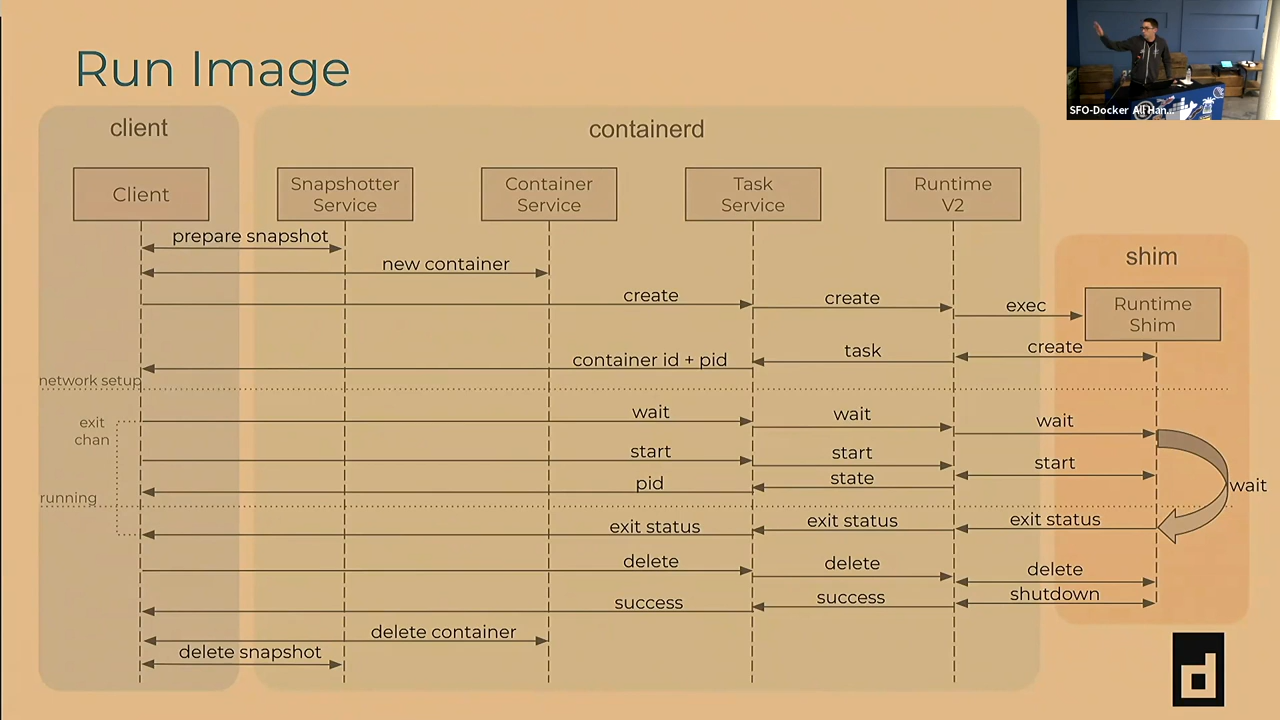 Run Image
SFO-Docker Ali Han...
client
containerd
Client
Snapshotter
Service
Container
Service
Task
Service
Runtime
V2
prepare snapshot
new container
shim
Runtime
Shim
create
create
exec
container id + pid
task
create
network setup
exit
chan
wait
wait
wait
start
start
start
pid
state
wait
running
exit status
exit status
exit status
delete
delete
delete
success
success
shutdown
delete container
delete snapshot
d